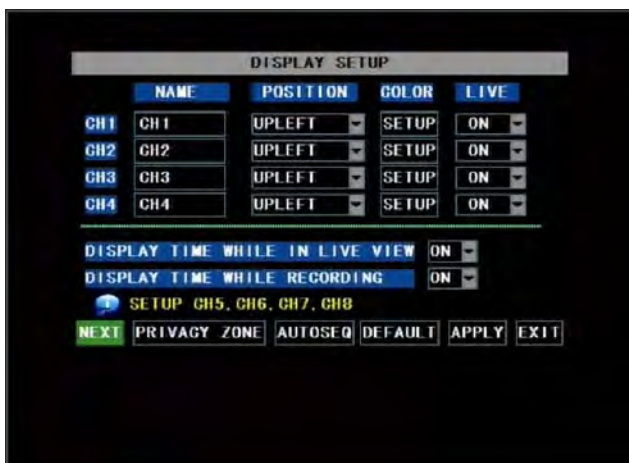 DISPLAY SETUP
NAME POSITION COLOR LIVE
CH1 CH1 UPLEFT SETUP ON
CH2 CH2 UPLEFT SETUP ON
CH3 CH3 UPLEFT SETUP ON
CH4 CH4 UPLEFT SETUP ON
DISPLAY TIME WHILE IN LIVE VIEW ON
DISPLAY TIME WHILE RECORDING ON
SETUP CH5, CH6, CH7, CH8
NEXT PRIVACY ZONE AUTOSEQ DEFAULT APPLY EXIT